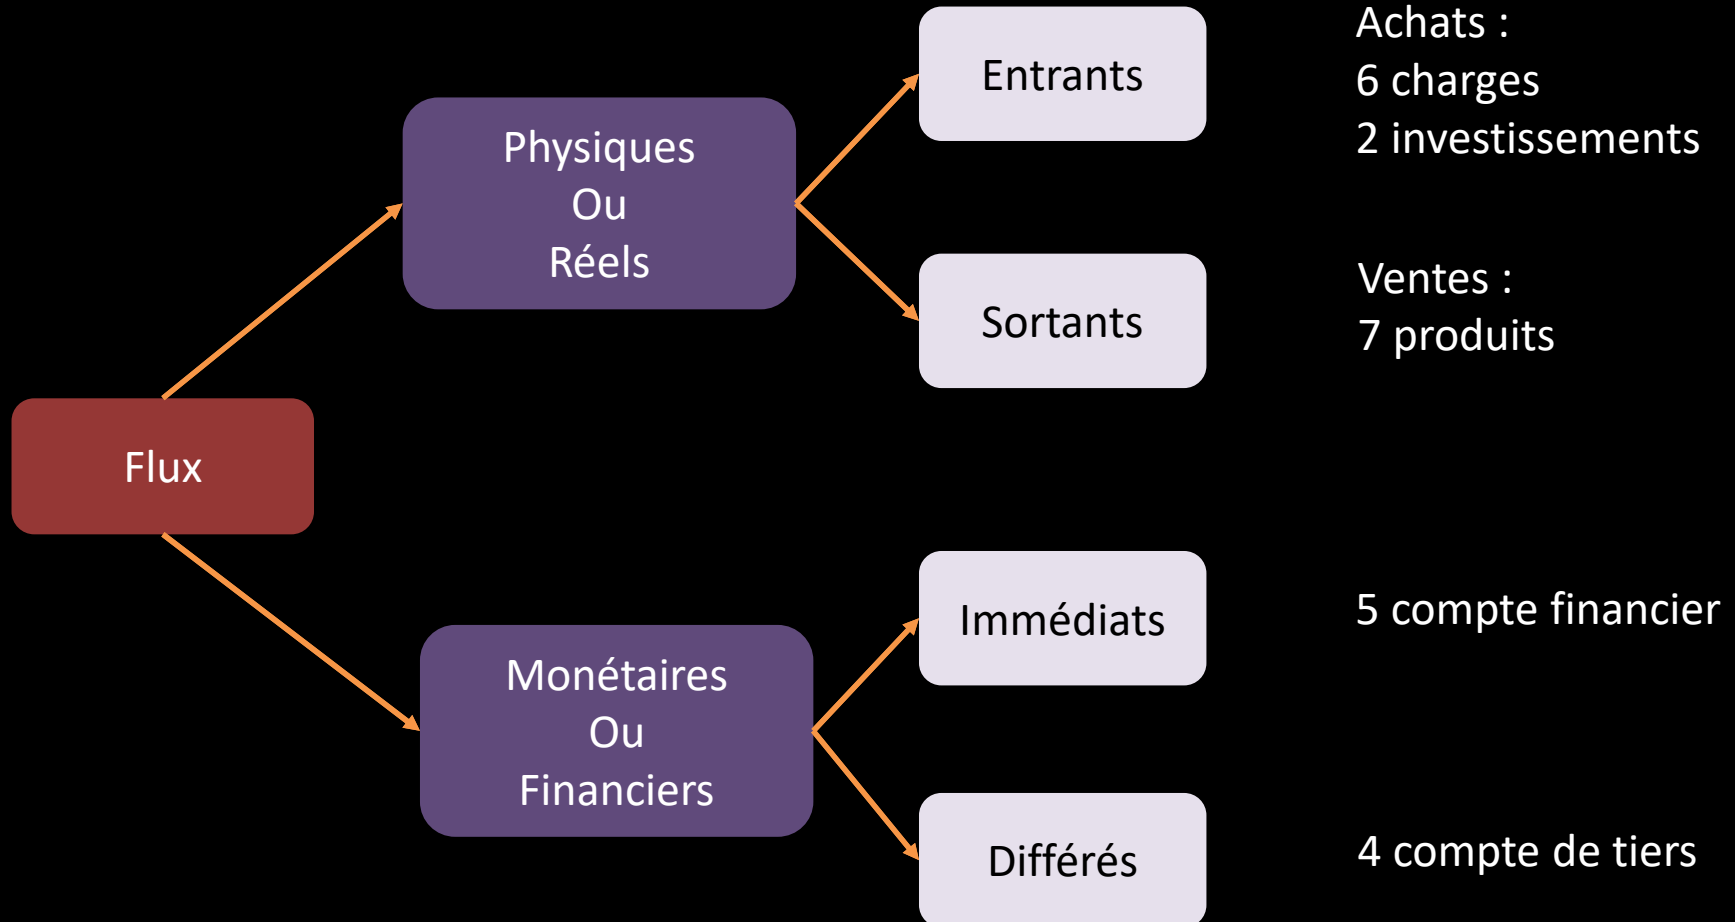 Flux
Physiques
Ou
Réels
Entrants
Achats :
6 charges
2 investissements
Sortants
Ventes :
7 produits
Monétaires
Ou
Financiers
Immédiats
5 compte financier
Différés
4 compte de tiers